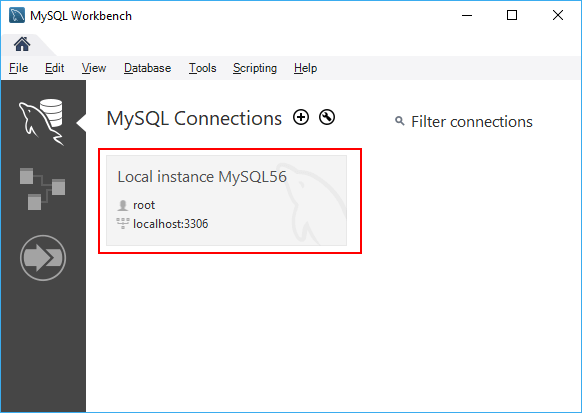 MySQL Workbench
File Edit View Database Tools Scripting Help
MySQL Connections Filter connections
Local instance MySQL56
root
localhost:3306